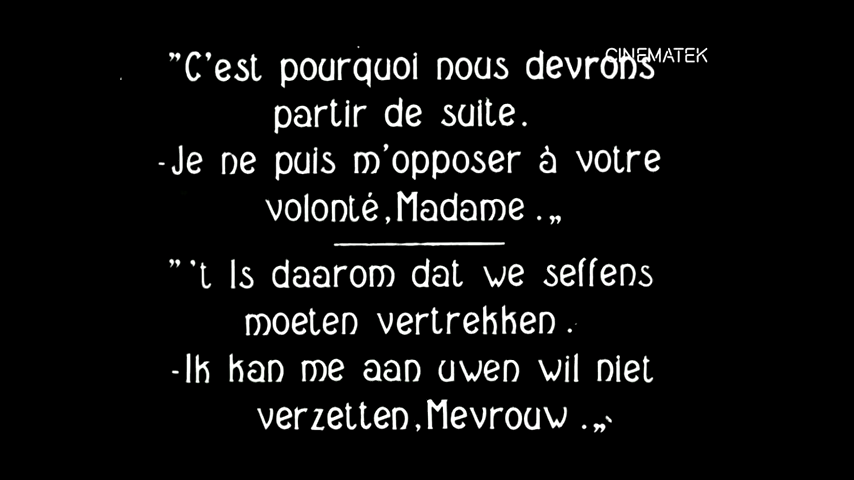 CINEMATEK
"C'est pourquoi nous devrons
partir de suite.
-Je ne puis m'opposer à votre
volonté, Madame . „
"'t Is daarom dat we seffens
moeten vertrekken .
-Ik kan me aan uwen wil niet
verzetten, Mevrouw . „